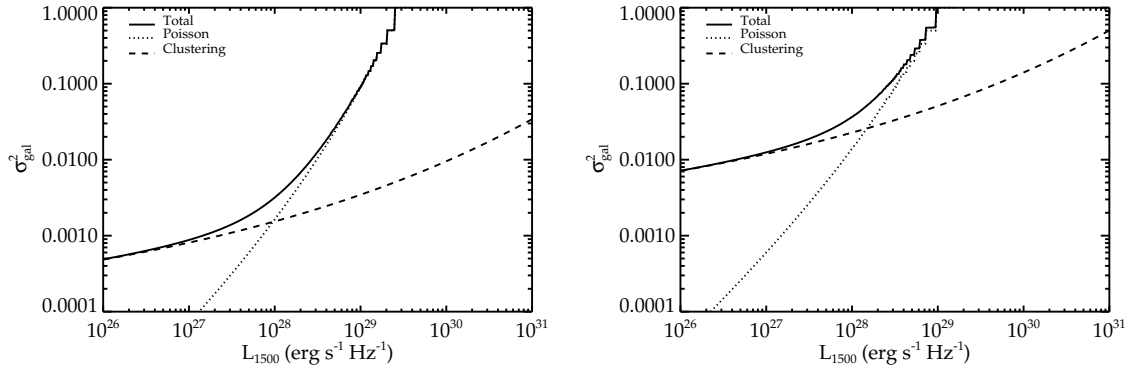 1.0000
0.1000
0.0100
0.0010
0.0001
σ²gal
Total
Poisson
Clustering
10²⁶ 10²⁷ 10²⁸ 10²⁹ 10³⁰ 10³¹
L₁₅₀₀ (erg s⁻¹ Hz⁻¹)
1.0000
0.1000
0.0100
0.0010
0.0001
σ²gal
Total
Poisson
Clustering
10²⁶ 10²⁷ 10²⁸ 10²⁹ 10³⁰ 10³¹
L₁₅₀₀ (erg s⁻¹ Hz⁻¹)